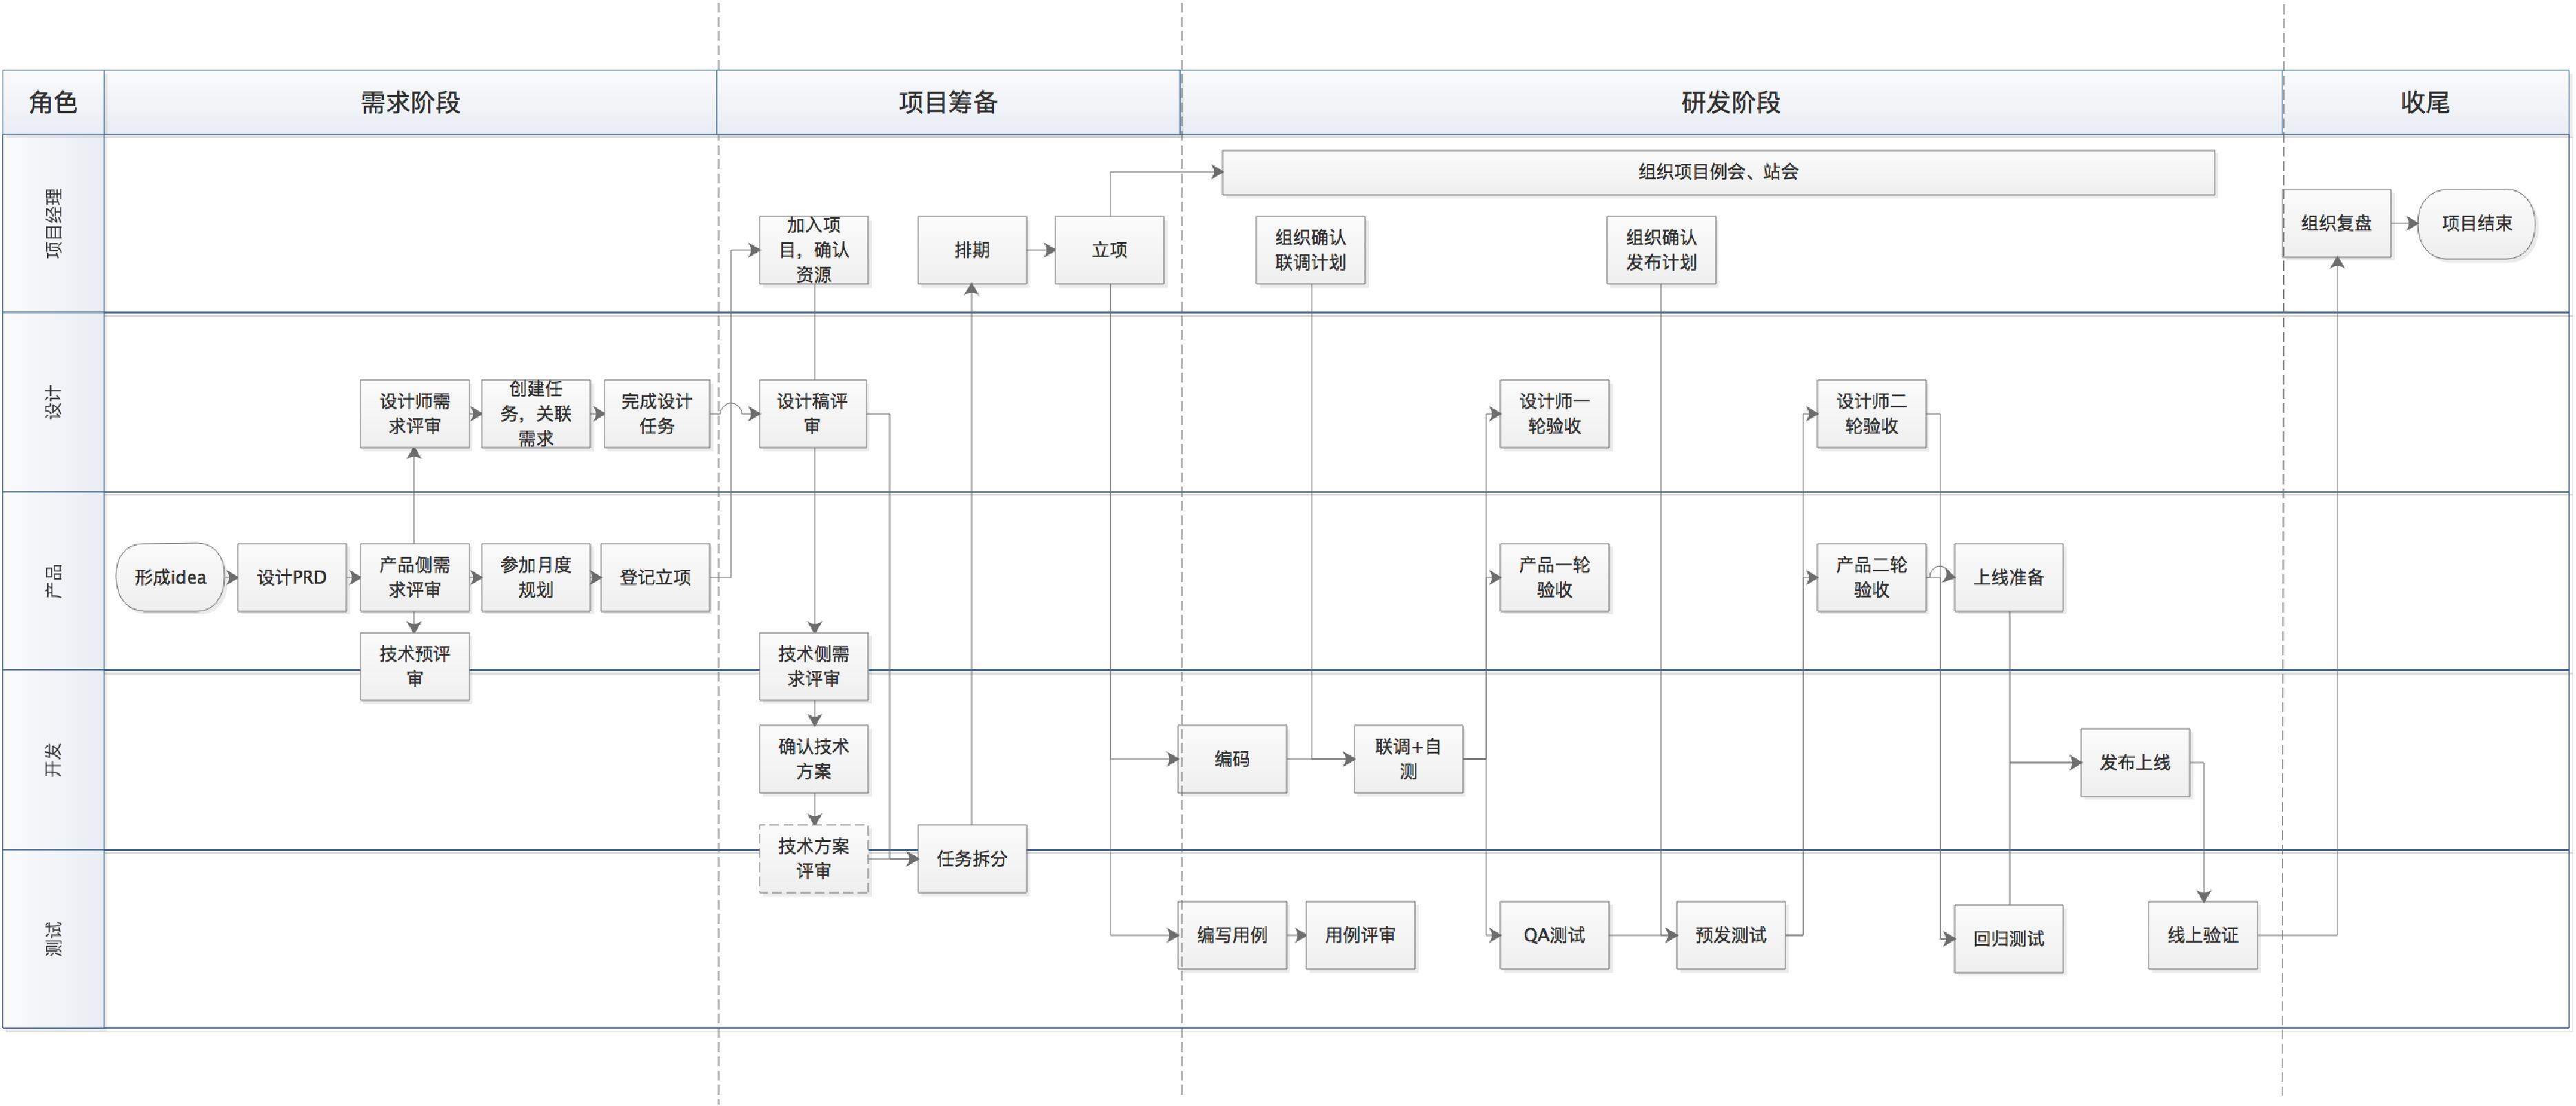 角色
需求阶段
项目筹备
研发阶段
收尾
项目经理
组织项目例会、站会
加入项
目，确认
资源
排期
立项
组织确认
联调计划
组织确认
发布计划
组织复盘
项目结束
设计
设计师需
求评审
创建任
务，关联
需求
完成设计
任务
设计稿评
审
设计师一
轮验收
设计师二
轮验收
产品
形成idea
设计PRD
产品侧需
求评审
参加月度
规划
登记立项
产品一轮
验收
产品二轮
验收
上线准备
技术预评
审
技术侧需
求评审
开发
确认技术
方案
编码
联调+自
测
发布上线
技术方案
评审
任务拆分
测试
编写用例
用例评审
QA测试
预发测试
回归测试
线上验证